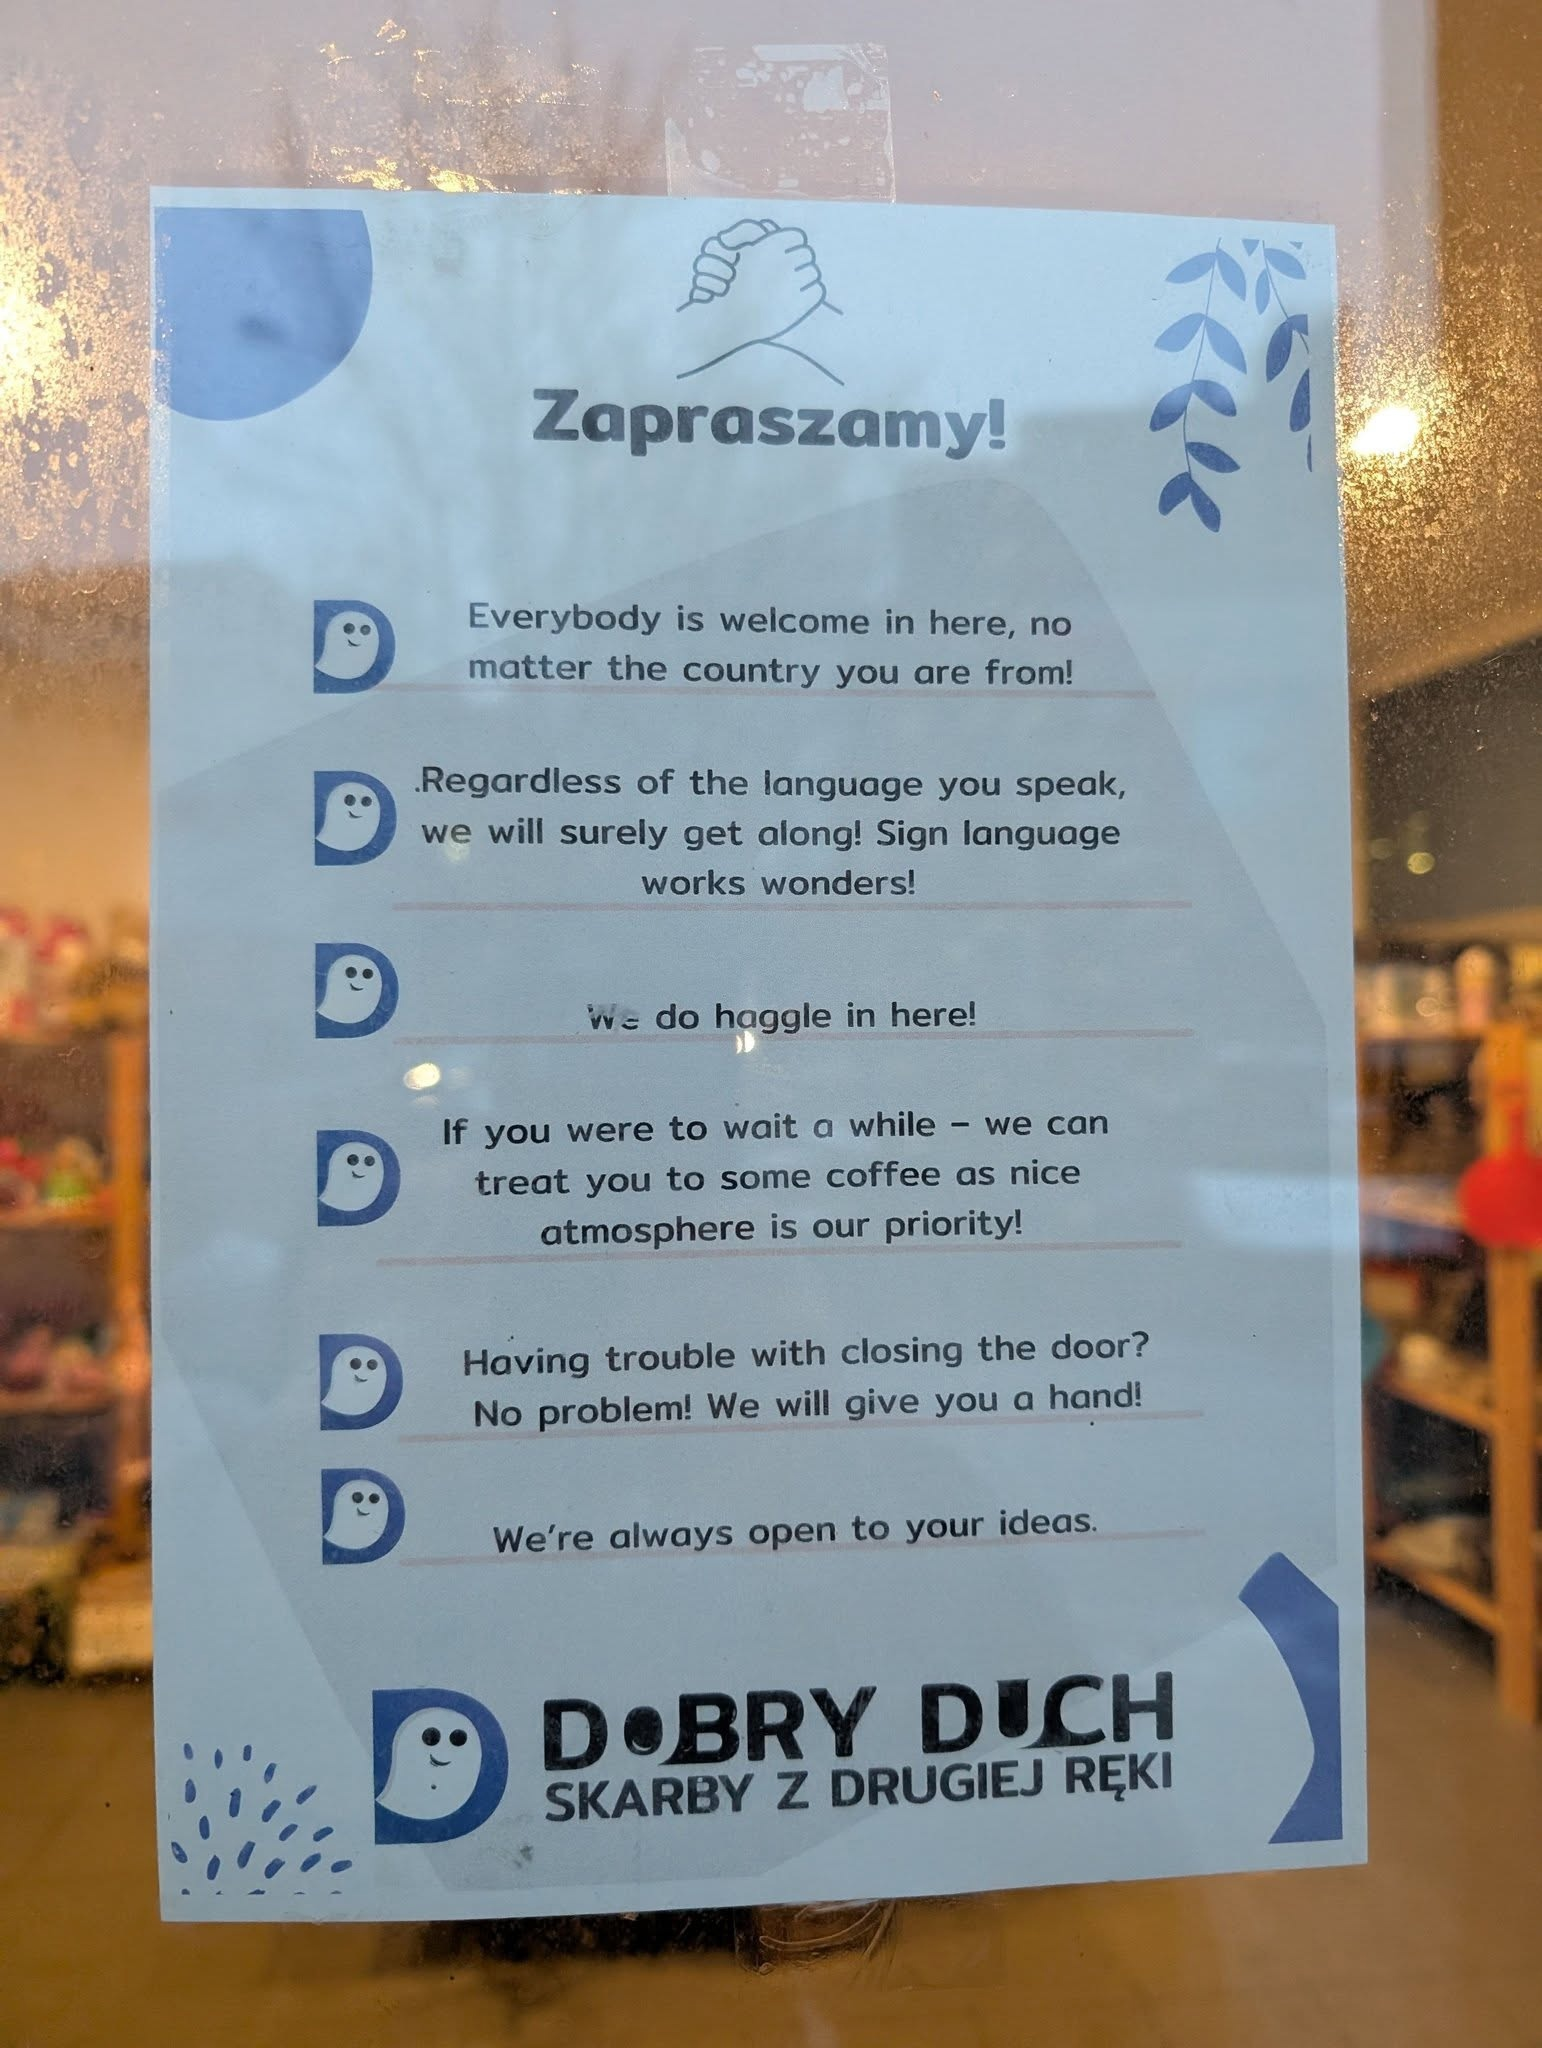 Zapraszamy!
Everybody is welcome in here, no
matter the country you are from!
.Regardless of the language you speak,
we will surely get along! Sign language
works wonders!
We do haggle in here!
If you were to wait a while – we can
treat you to some coffee as nice
atmosphere is our priority!
Having trouble with closing the door?
No problem! We will give you a hand!
We're always open to your ideas.
DOBRY DUCH
SKARBY Z DRUGIEJ RĘKI